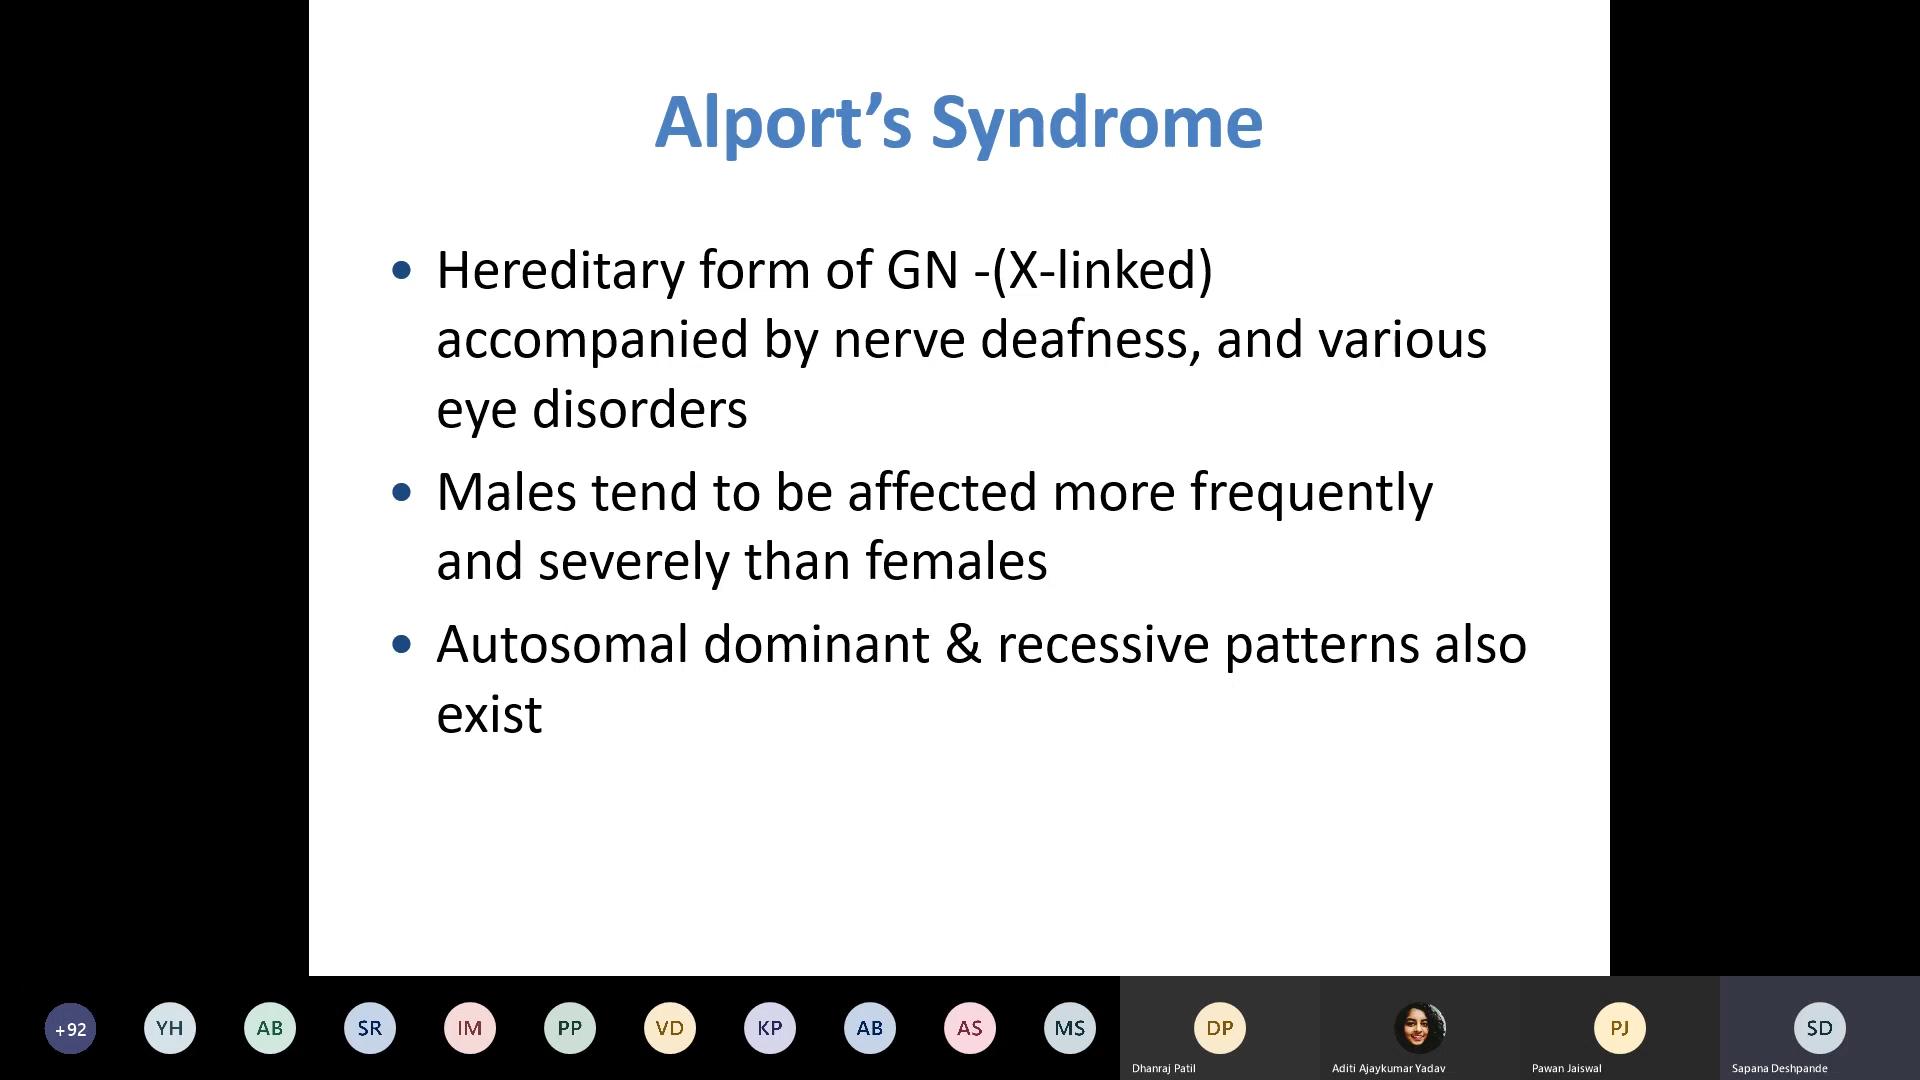 Alport’s Syndrome
• Hereditary form of GN -(X-linked)
accompanied by nerve deafness, and various
eye disorders
• Males tend to be affected more frequently
and severely than females
• Autosomal dominant & recessive patterns also
exist
+92 YH AB SR IM PP VD KP AB AS MS DP PJ SD
Dhanraj Patil Aditi Ajaykumar Yadav Pawan Jaiswal Sapana Deshpande